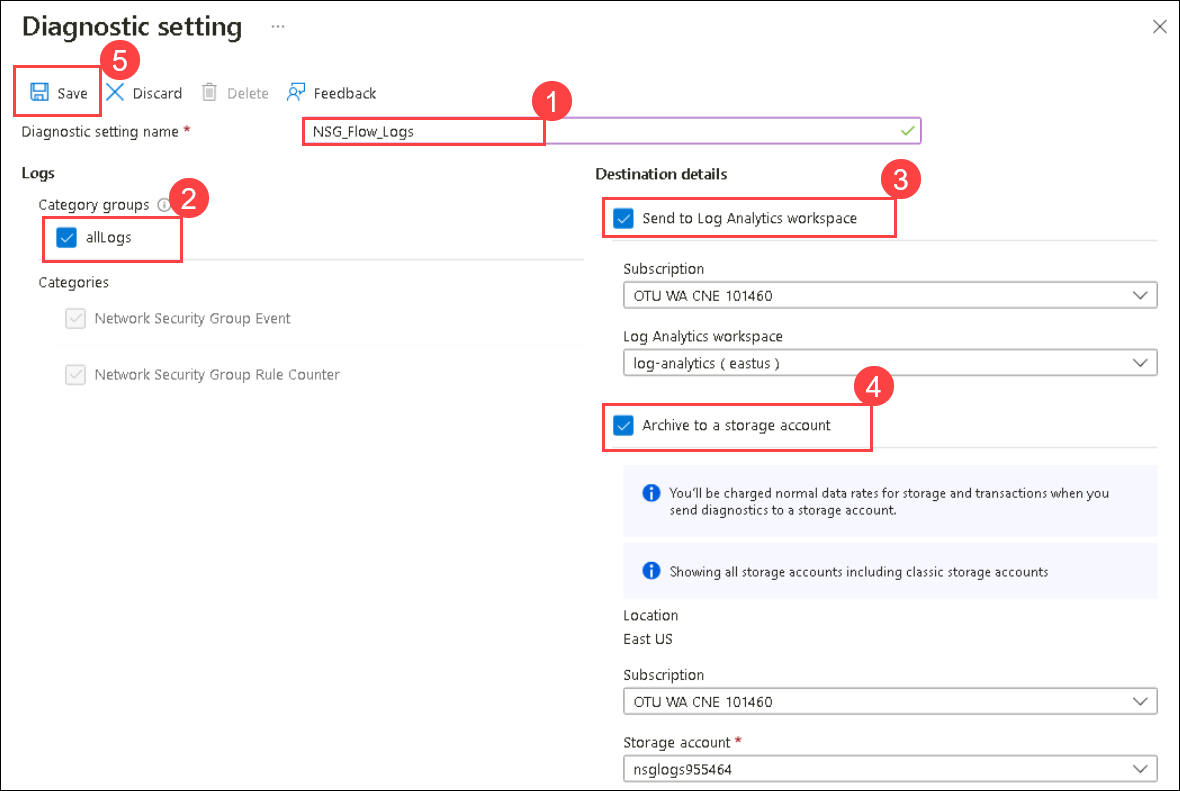 Diagnostic setting ...
5
Save Discard Delete Feedback
1
Diagnostic setting name * NSG_Flow_Logs
Logs
Category groups 2
allLogs
Categories
Network Security Group Event
Network Security Group Rule Counter
Destination details
3
Send to Log Analytics workspace
Subscription
OTU WA CNE 101460
Log Analytics workspace
log-analytics ( eastus )
4
Archive to a storage account
You'll be charged normal data rates for storage and transactions when you
send diagnostics to a storage account.
Showing all storage accounts including classic storage accounts
Location
East US
Subscription
OTU WA CNE 101460
Storage account *
nsglogs955464